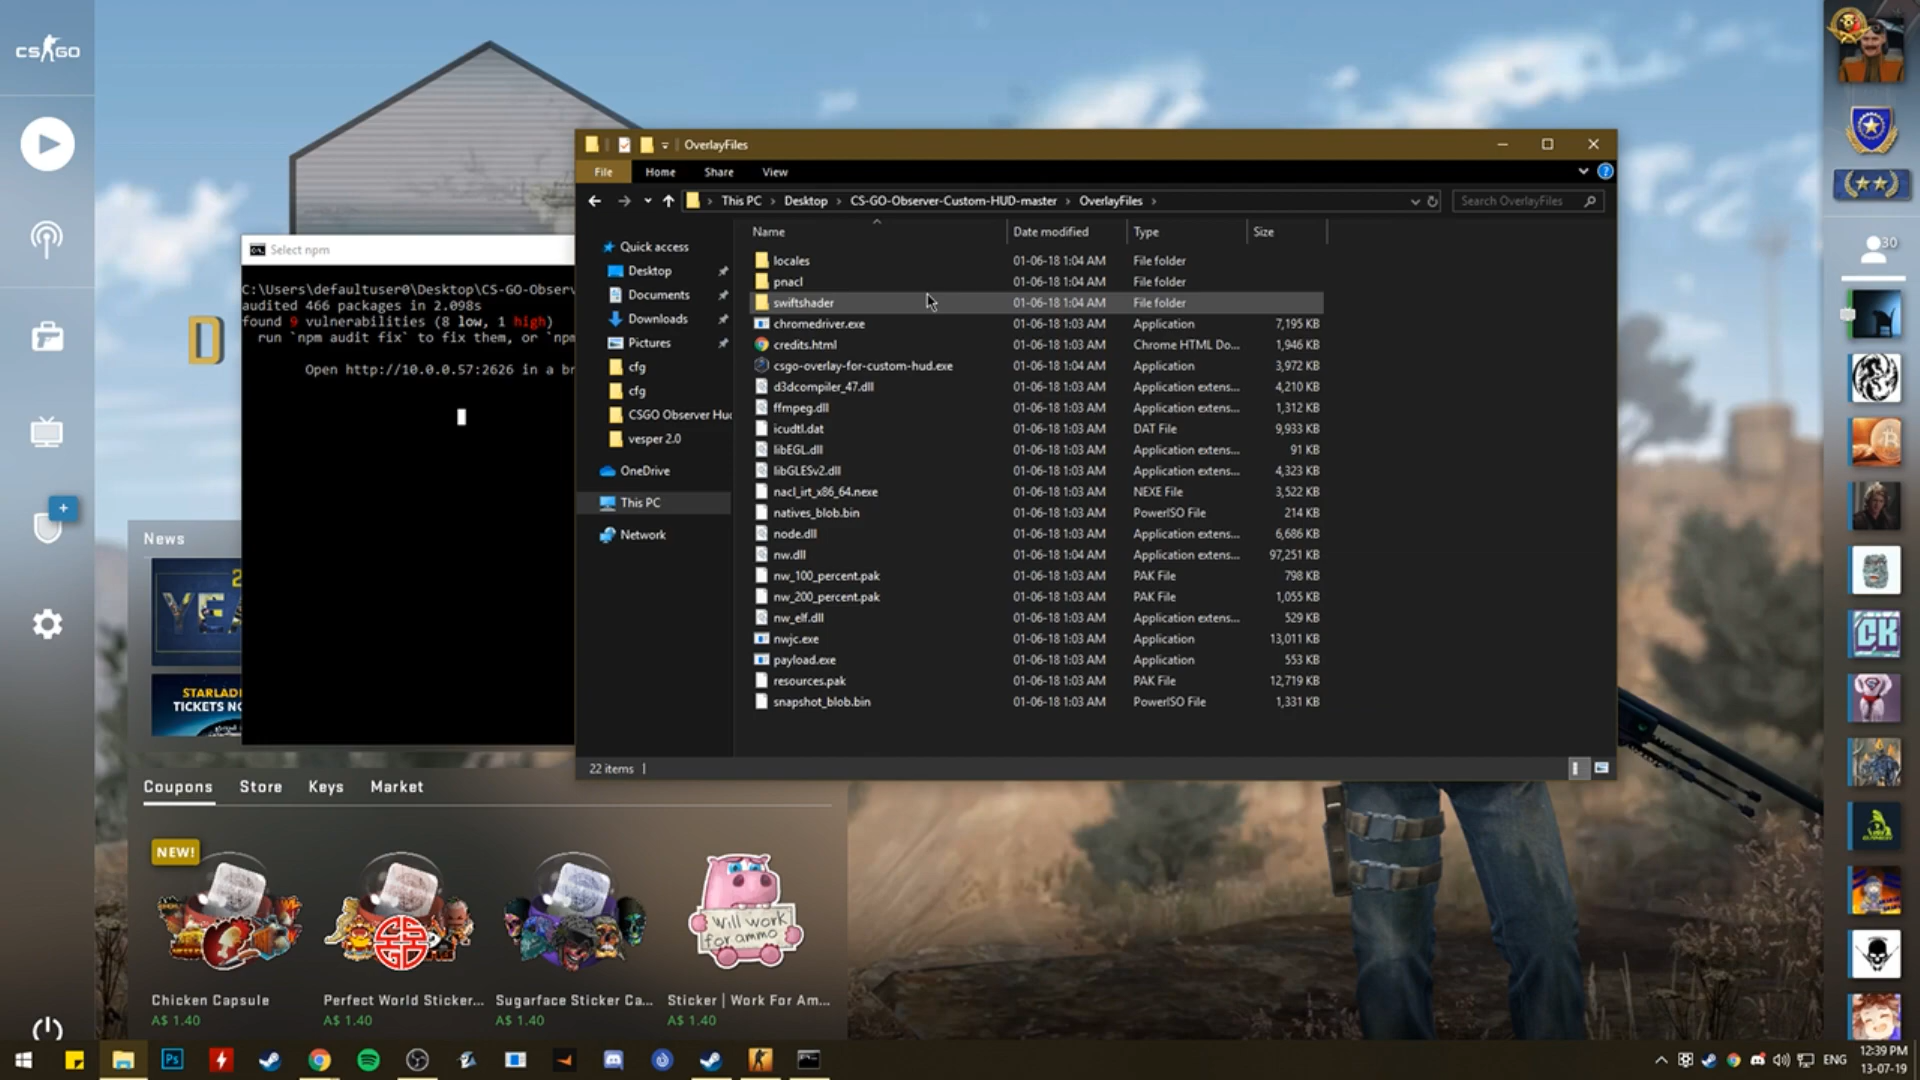 CS GO
OverlayFiles
File Home Share View
This PC > Desktop > CS-GO-Observer-Custom-HUD-master > OverlayFiles >
Search OverlayFiles
Select npm
C:\Users\defaultuser0\Desktop\CS-GO-Observ
audited 466 packages in 2.098s
found 9 vulnerabilities (8 low, 1 high)
run `npm audit fix` to fix them, or `npm
Open http://10.0.0.57:2626 in a br
D
Quick access
Desktop
Documents
Downloads
Pictures
cfg
cfg
CSGO Observer Huc
vesper 2.0
OneDrive
This PC
Network
Name Date modified Type Size
locales 01-06-18 1:04 AM File folder
pnacl 01-06-18 1:04 AM File folder
swiftshader 01-06-18 1:04 AM File folder
chromedriver.exe 01-06-18 1:03 AM Application 7,195 KB
credits.html 01-06-18 1:03 AM Chrome HTML Do... 1,946 KB
csgo-overlay-for-custom-hud.exe 01-06-18 1:04 AM Application 3,972 KB
d3dcompiler_47.dll 01-06-18 1:03 AM Application extens... 4,210 KB
ffmpeg.dll 01-06-18 1:03 AM Application extens... 1,312 KB
icudtl.dat 01-06-18 1:03 AM DAT File 9,933 KB
libEGL.dll 01-06-18 1:03 AM Application extens... 91 KB
libGLESv2.dll 01-06-18 1:03 AM Application extens... 4,323 KB
nacl_irt_x86_64.nexe 01-06-18 1:03 AM NEXE File 3,522 KB
natives_blob.bin 01-06-18 1:03 AM PowerISO File 214 KB
node.dll 01-06-18 1:03 AM Application extens... 6,686 KB
nw.dll 01-06-18 1:04 AM Application extens... 97,251 KB
nw_100_percent.pak 01-06-18 1:03 AM PAK File 798 KB
nw_200_percent.pak 01-06-18 1:03 AM PAK File 1,055 KB
nw_elf.dll 01-06-18 1:03 AM Application extens... 529 KB
nwjc.exe 01-06-18 1:03 AM Application 13,011 KB
payload.exe 01-06-18 1:03 AM Application 553 KB
resources.pak 01-06-18 1:03 AM PAK File 12,719 KB
snapshot_blob.bin 01-06-18 1:03 AM PowerISO File 1,331 KB
22 items
30
CK
News
2
YEA
STARLAD
TICKETS NO
Coupons Store Keys Market
NEW!
Will work
for ammo
Chicken Capsule
A$ 1.40
Perfect World Sticker...
A$ 1.40
Sugarface Sticker Ca...
A$ 1.40
Sticker | Work For Am...
A$ 1.40
Ps
ENG
12:39 PM
13-07-19